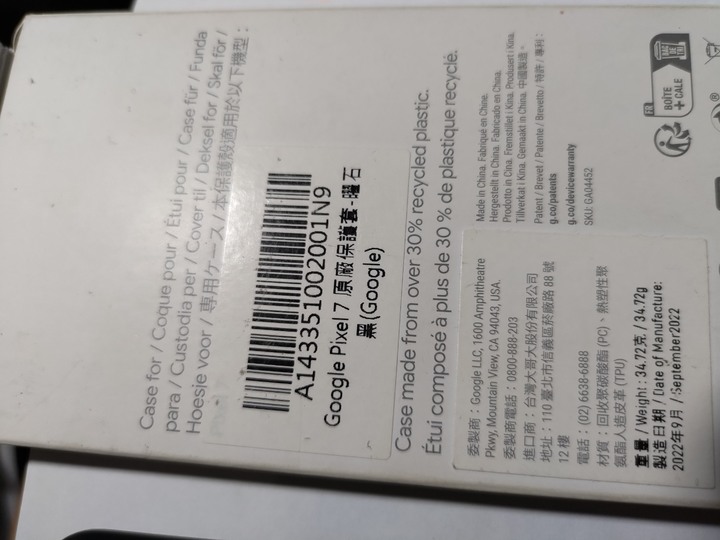 Case for / Coque pour / Étui pour / Case für / Funda
para / Custodia per / Cover til / Deksel for / Skal for /
Hoesje voor / 専用ケース / 本保護殼適用於以下機型：
A14335100​2001N9
Google Pixel 7 原廠保護套-曜石
黑 (Google)
Case made from over 30% recycled plastic.
Étui composé à plus de 30 % de plastique recyclé.
委製商：Google LLC, 1600 Amphitheatre
Pkwy, Mountain View, CA 94043, USA.
委製商電話：0800-888-203
進口商：台灣大哥大股份有限公司
地址：110 臺北市信義區菸廠路 88 號
12 樓
電話：(02) 6638-6888
材質：回收聚碳酸酯 (PC)、熱塑性聚
氨酯人造皮革 (TPU)
重量 / Weight: 34.72克 / 34.72g
製造日期 / Date of Manufacture:
2022年9月 / September2022
Made in China. Fabriqué en Chine.
Hergestellt in China. Fabricado en China.
Prodotto in Cina. Fremstillet i Kina. Produsert i Kina.
Tillverkat i Kina. Gemaakt in China. 中國製造。
Patent / Brevet / Patente / Brevetto / 特許 / 專利：
g.co/patents
g.co/devicewarranty
SKU: GA04452
FR
BOÎTE
+ CALE